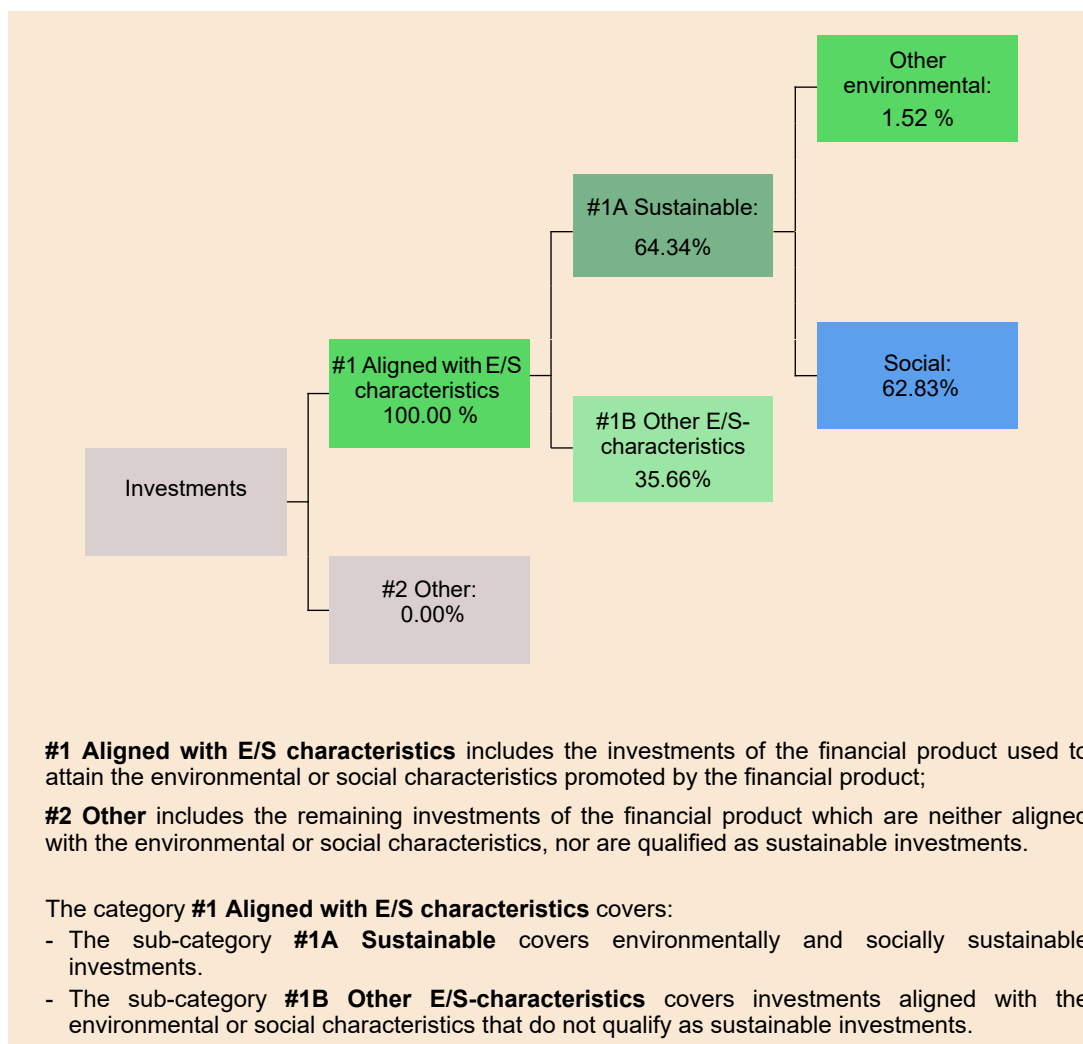 Other
environmental:
1.52 %
#1A Sustainable:
64.34%
#1 Aligned with E/S
characteristics
100.00 %
Social:
62.83%
#1B Other E/S-
characteristics
35.66%
Investments
#2 Other:
0.00%
#1 Aligned with E/S characteristics includes the investments of the financial product used to
attain the environmental or social characteristics promoted by the financial product;
#2 Other includes the remaining investments of the financial product which are neither aligned
with the environmental or social characteristics, nor are qualified as sustainable investments.
The category #1 Aligned with E/S characteristics covers:
- The sub-category #1A Sustainable covers environmentally and socially sustainable
investments.
- The sub-category #1B Other E/S-characteristics covers investments aligned with the
environmental or social characteristics that do not qualify as sustainable investments.